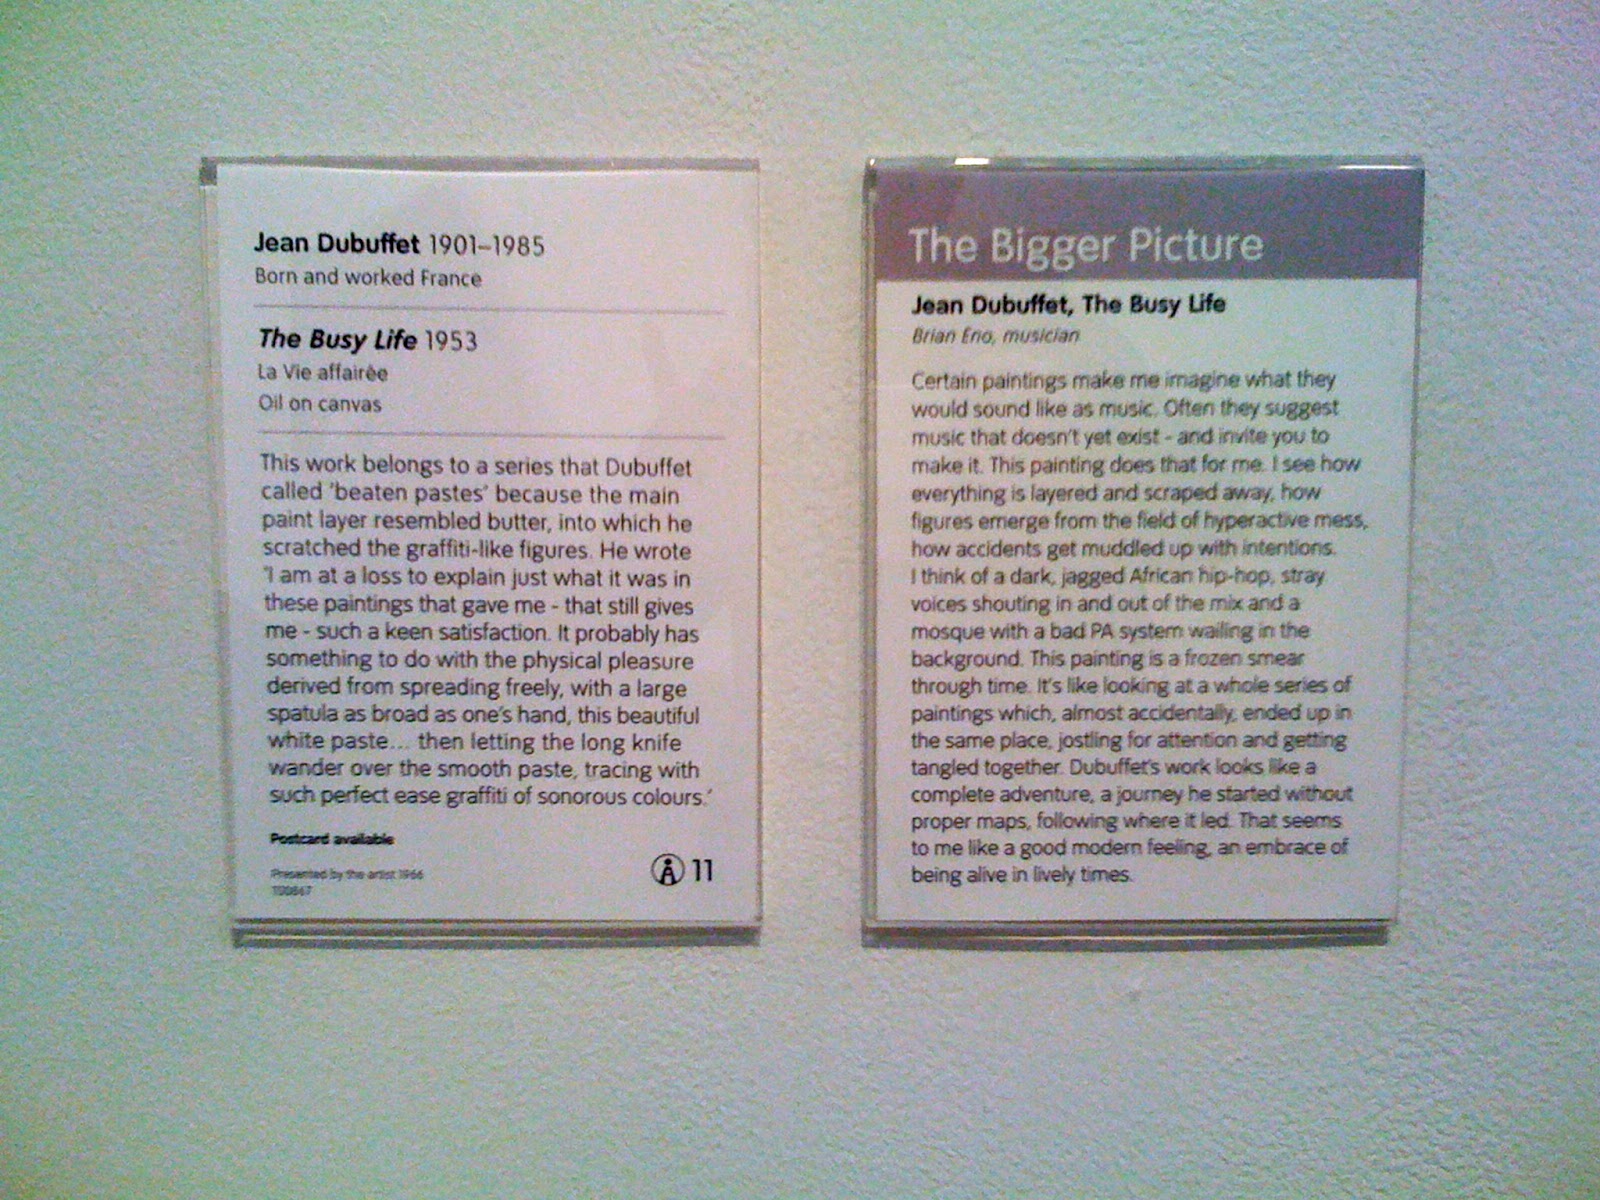 Jean Dubuffet 1901–1985
Born and worked France
The Busy Life 1953
La Vie affairée
Oil on canvas
This work belongs to a series that Dubuffet
called 'beaten pastes' because the main
paint layer resembled butter, into which he
scratched the graffiti-like figures. He wrote
'I am at a loss to explain just what it was in
these paintings that gave me - that still gives
me - such a keen satisfaction. It probably has
something to do with the physical pleasure
derived from spreading freely, with a large
spatula as broad as one's hand, this beautiful
white paste... then letting the long knife
wander over the smooth paste, tracing with
such perfect ease graffiti of sonorous colours.'
Postcard available
Presented by the artist 1966
T00867
11
The Bigger Picture
Jean Dubuffet, The Busy Life
Brian Eno, musician
Certain paintings make me imagine what they
would sound like as music. Often they suggest
music that doesn't yet exist - and invite you to
make it. This painting does that for me. I see how
everything is layered and scraped away, how
figures emerge from the field of hyperactive mess,
how accidents get muddled up with intentions.
I think of a dark, jagged African hip-hop, stray
voices shouting in and out of the mix and a
mosque with a bad PA system wailing in the
background. This painting is a frozen smear
through time. It's like looking at a whole series of
paintings which, almost accidentally, ended up in
the same place, jostling for attention and getting
tangled together. Dubuffet's work looks like a
complete adventure, a journey he started without
proper maps, following where it led. That seems
to me like a good modern feeling, an embrace of
being alive in lively times.